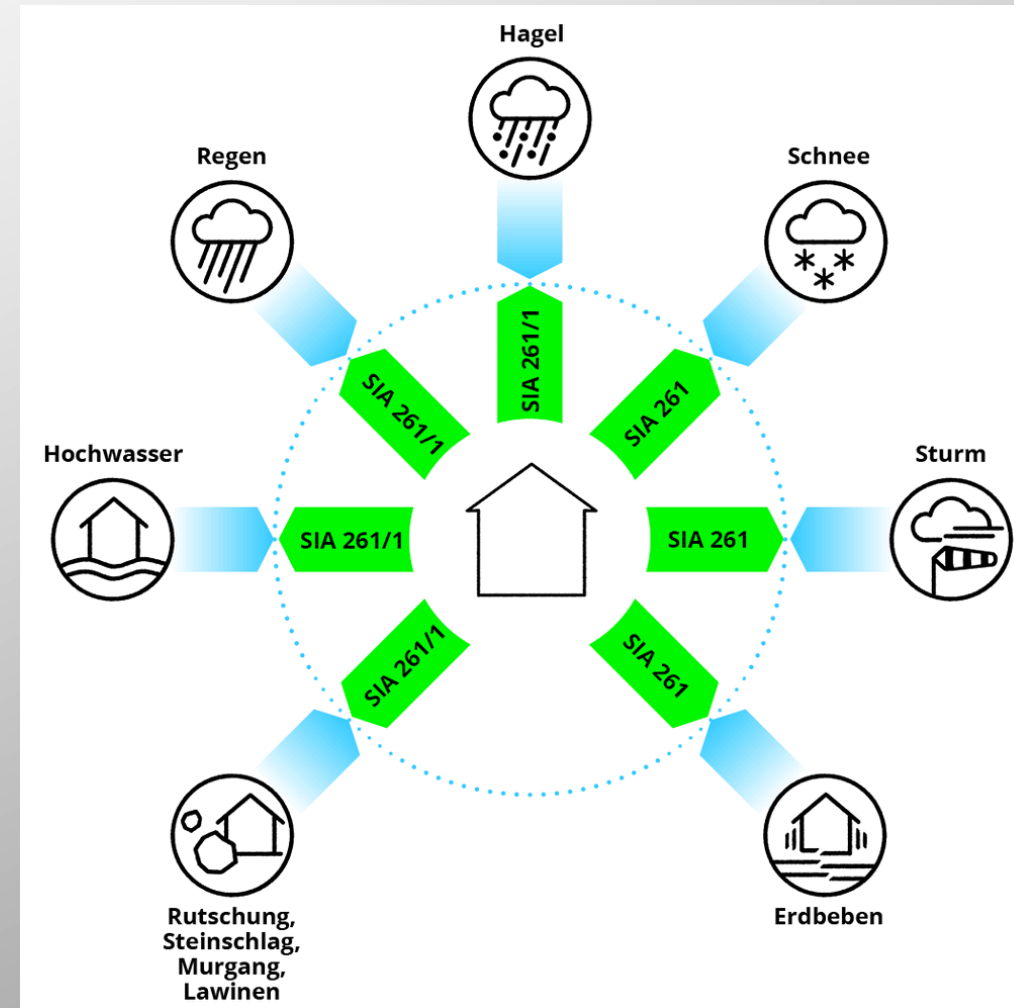 Hagel
Regen
Schnee
SIA 261/1
SIA 261/1
SIA 261
Hochwasser
Sturm
SIA 261/1
SIA 261
SIA 261/1
SIA 261
Rutschung,
Steinschlag,
Murgang,
Lawinen
Erdbeben